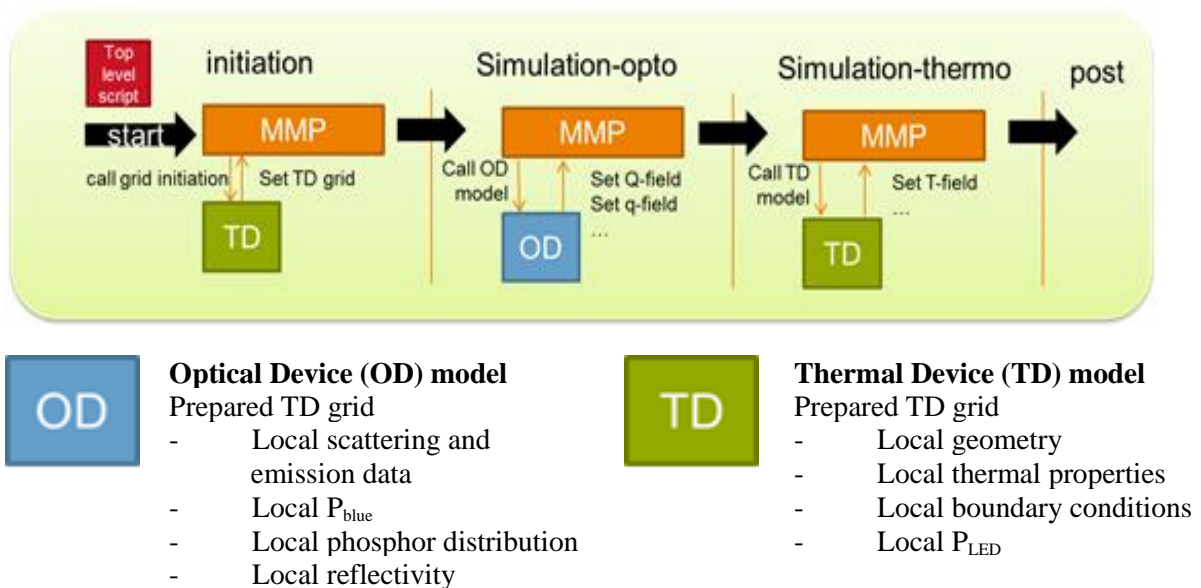 Top
level
script
start
initiation
MMP
call grid initiation
Set TD grid
TD
Simulation-opto
MMP
Call OD
model
Set Q-field
Set q-field
...
OD
Simulation-thermo
MMP
Call TD
model
Set T-field
...
TD
post
OD
Optical Device (OD) model
Prepared TD grid
- Local scattering and
emission data
- Local Pblue
- Local phosphor distribution
- Local reflectivity
TD
Thermal Device (TD) model
Prepared TD grid
- Local geometry
- Local thermal properties
- Local boundary conditions
- Local PLED